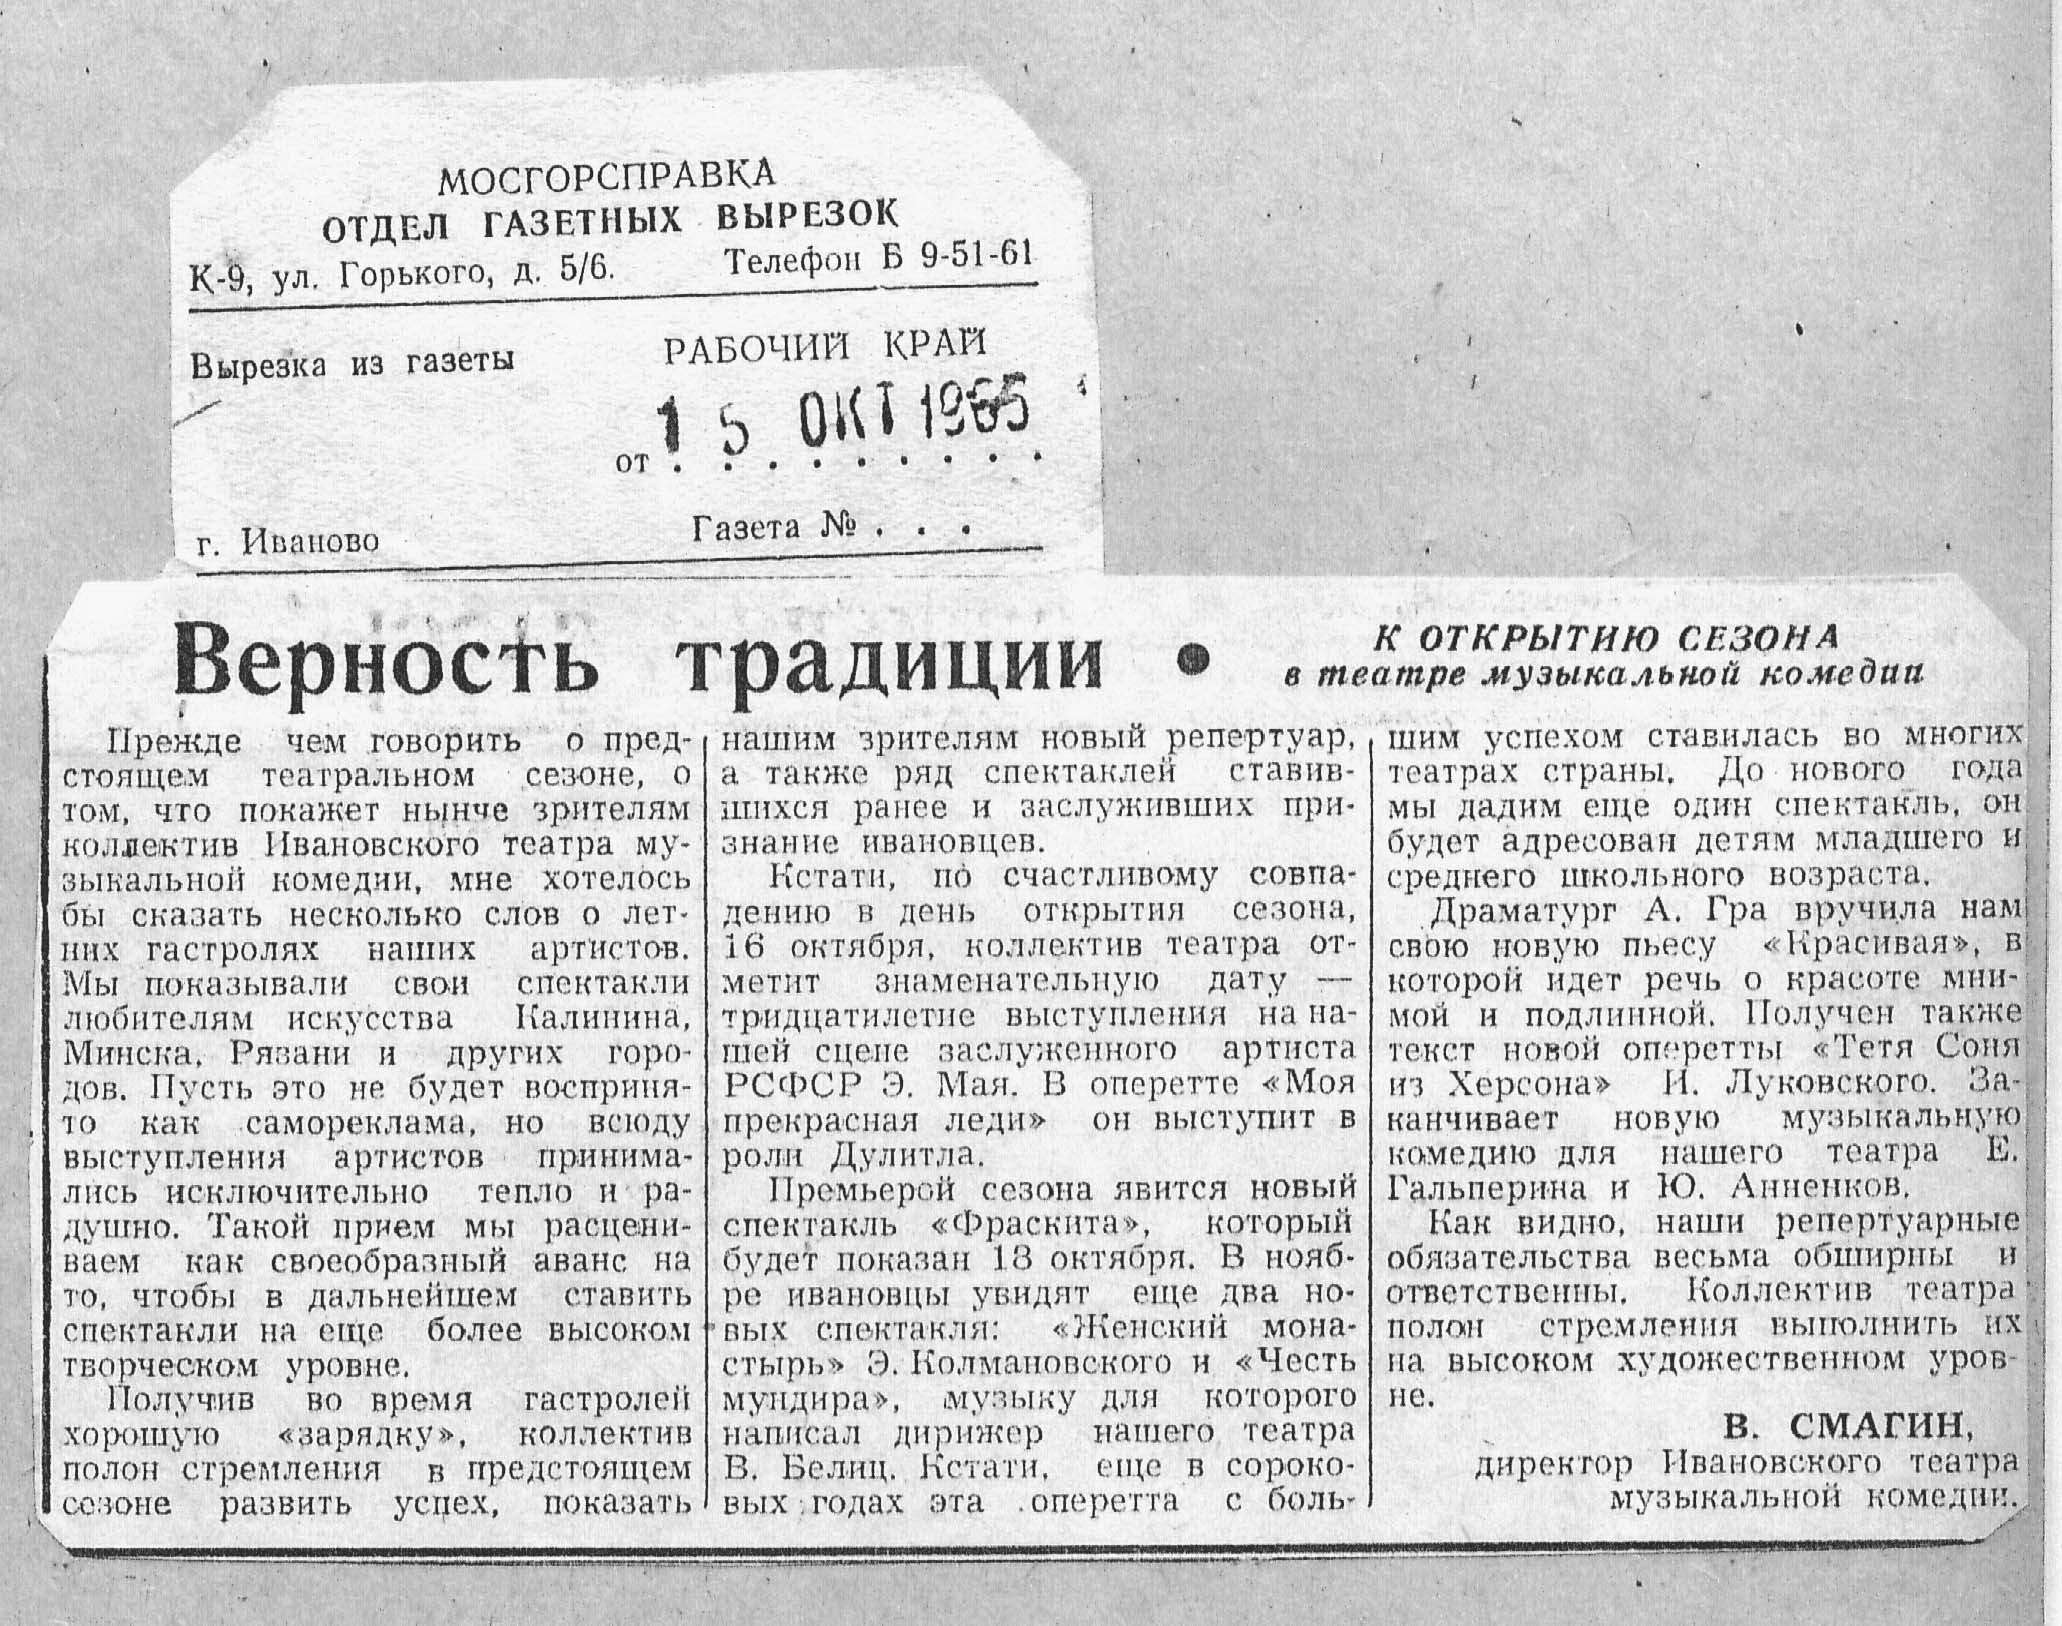 МОСГОРСПРАВКА
ОТДЕЛ ГАЗЕТНЫХ ВЫРЕЗОК
К-9, ул. Горького, д. 5/6. Телефон Б 9-51-61
Вырезка из газеты
РАБОЧИЙ КРАЙ
от 15 ОКТ 1965
г. Иваново
Газета № . . .
Верность традиции •
К ОТКРЫТИЮ СЕЗОНА
в театре музыкальной комедии
Прежде чем говорить о пред-
стоящем театральном сезоне, о
том, что покажет нынче зрителям
коллектив Ивановского театра му-
зыкальной комедии, мне хотелось
бы сказать несколько слов о лет-
них гастролях наших артистов.
Мы показывали свои спектакли
любителям искусства Калинина,
Минска, Рязани и других горо-
дов. Пусть это не будет восприня-
то как самореклама, но всюду
выступления артистов принима-
лись исключительно тепло и ра-
душно. Такой прием мы расцени-
ваем как своеобразный аванс на
то, чтобы в дальнейшем ставить
спектакли на еще более высоком
творческом уровне.
Получив во время гастролей
хорошую «зарядку», коллектив
полон стремления в предстоящем
сезоне развить успех, показать
нашим зрителям новый репертуар,
а также ряд спектаклей ставив-
шихся ранее и заслуживших при-
знание ивановцев.
Кстати, по счастливому совпа-
дению в день открытия сезона,
16 октября, коллектив театра от-
метит знаменательную дату —
тридцатилетие выступления на на-
шей сцене заслуженного артиста
РСФСР Э. Мая. В оперетте «Моя
прекрасная леди» он выступит в
роли Дулитла.
Премьерой сезона явится новый
спектакль «Фраскита», который
будет показан 18 октября. В нояб-
ре ивановцы увидят еще два но-
вых спектакля: «Женский мона-
стырь» Э. Колмановского и «Честь
мундира», музыку для которого
написал дирижер нашего театра
В. Белиц. Кстати, еще в сороко-
вых годах эта оперетта с боль-
шим успехом ставилась во многих
театрах страны. До нового года
мы дадим еще один спектакль, он
будет адресован детям младшего и
среднего школьного возраста.
Драматург А. Гра вручила нам
свою новую пьесу «Красивая», в
которой идет речь о красоте мни-
мой и подлинной. Получен также
текст новой оперетты «Тетя Соня
из Херсона» И. Луковского. За-
канчивает новую музыкальную
комедию для нашего театра Е.
Гальперина и Ю. Анненков.
Как видно, наши репертуарные
обязательства весьма обширны и
ответственны. Коллектив театра
полон стремления выполнить их
на высоком художественном уров-
не.
В. СМАГИН,
директор Ивановского театра
музыкальной комедии.